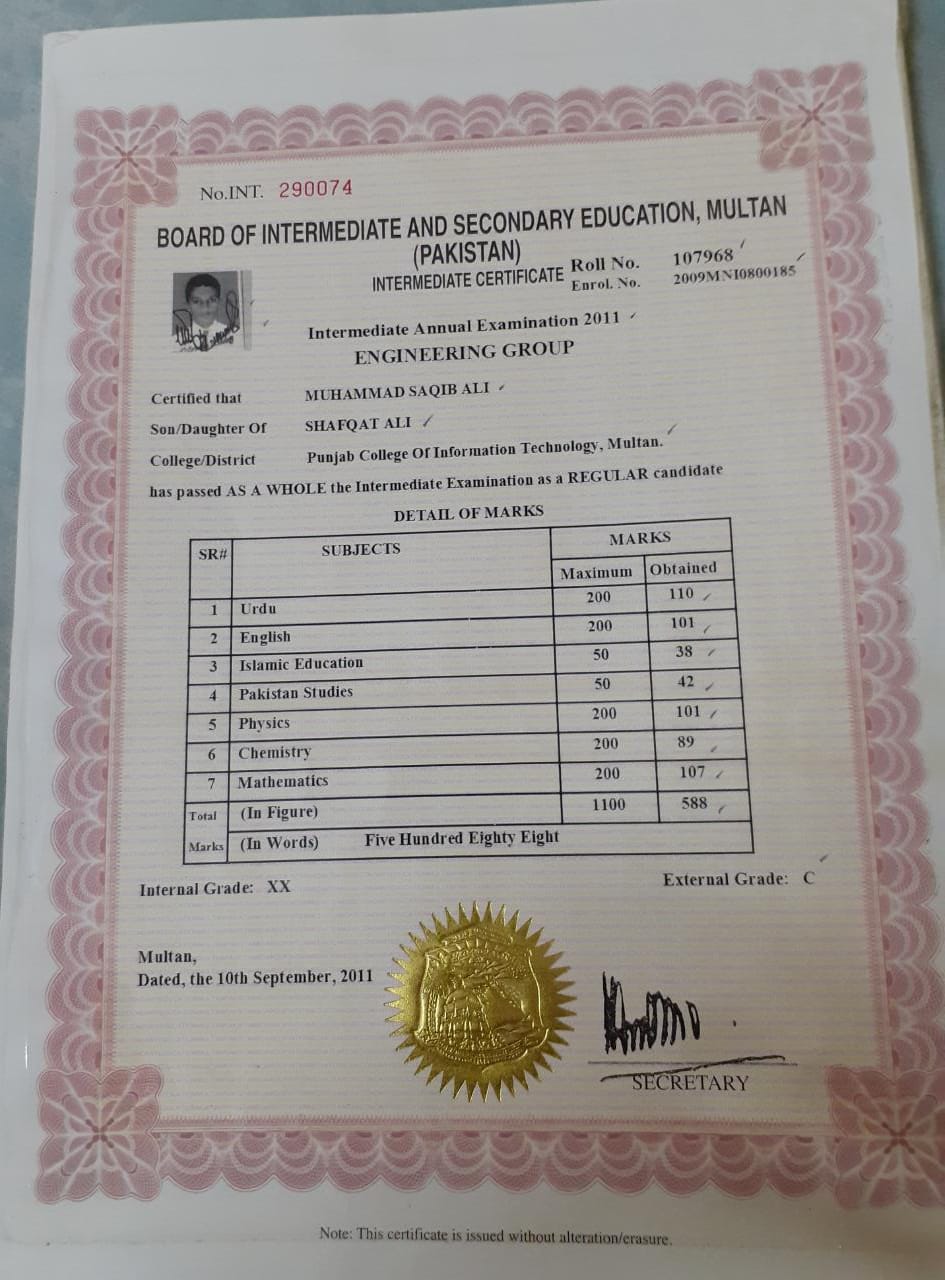 No.INT. 290074
BOARD OF INTERMEDIATE AND SECONDARY EDUCATION, MULTAN
(PAKISTAN)
INTERMEDIATE CERTIFICATE Roll No. 107968
Enrol. No. 2009MNI0800185
Intermediate Annual Examination 2011
ENGINEERING GROUP
Certified that MUHAMMAD SAQIB ALI
Son/Daughter Of SHAFQAT ALI
College/District Punjab College Of Information Technology, Multan.
has passed AS A WHOLE the Intermediate Examination as a REGULAR candidate
DETAIL OF MARKS
SR# SUBJECTS MARKS
Maximum Obtained
1 Urdu 200 110
2 English 200 101
3 Islamic Education 50 38
4 Pakistan Studies 50 42
5 Physics 200 101
6 Chemistry 200 89
7 Mathematics 200 107
Total (In Figure) 1100 588
Marks (In Words) Five Hundred Eighty Eight
Internal Grade: XX External Grade: C
Multan,
Dated, the 10th September, 2011
SECRETARY
Note: This certificate is issued without alteration/erasure.